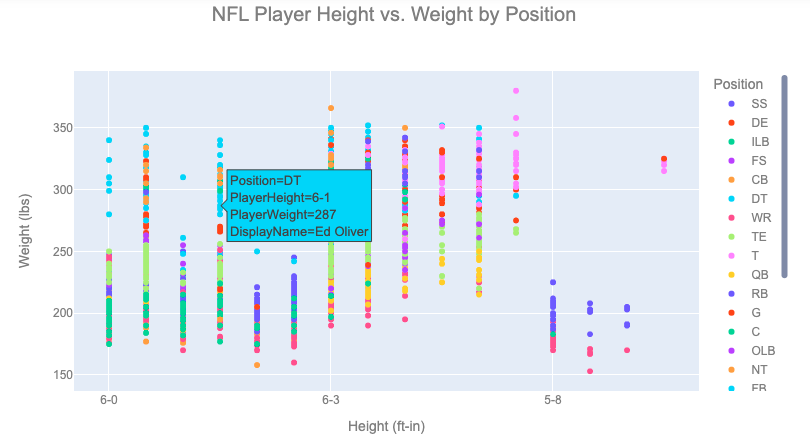 NFL Player Height vs. Weight by Position
Position
SS
DE
ILB
FS
CB
DT
WR
TE
T
QB
RB
G
C
OLB
NT
FB
350
300
250
200
150
Weight (lbs)
Position=DT
PlayerHeight=6-1
PlayerWeight=287
DisplayName=Ed Oliver
6-0
6-3
5-8
Height (ft-in)